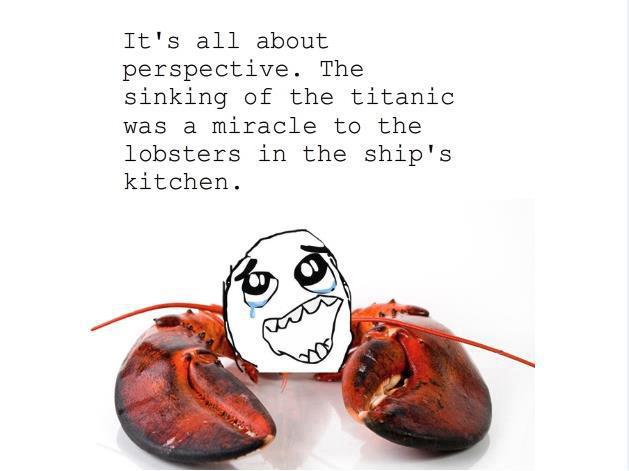 It's all about
perspective. The
sinking of the titanic
was a miracle to the
lobsters in the ship's
kitchen.